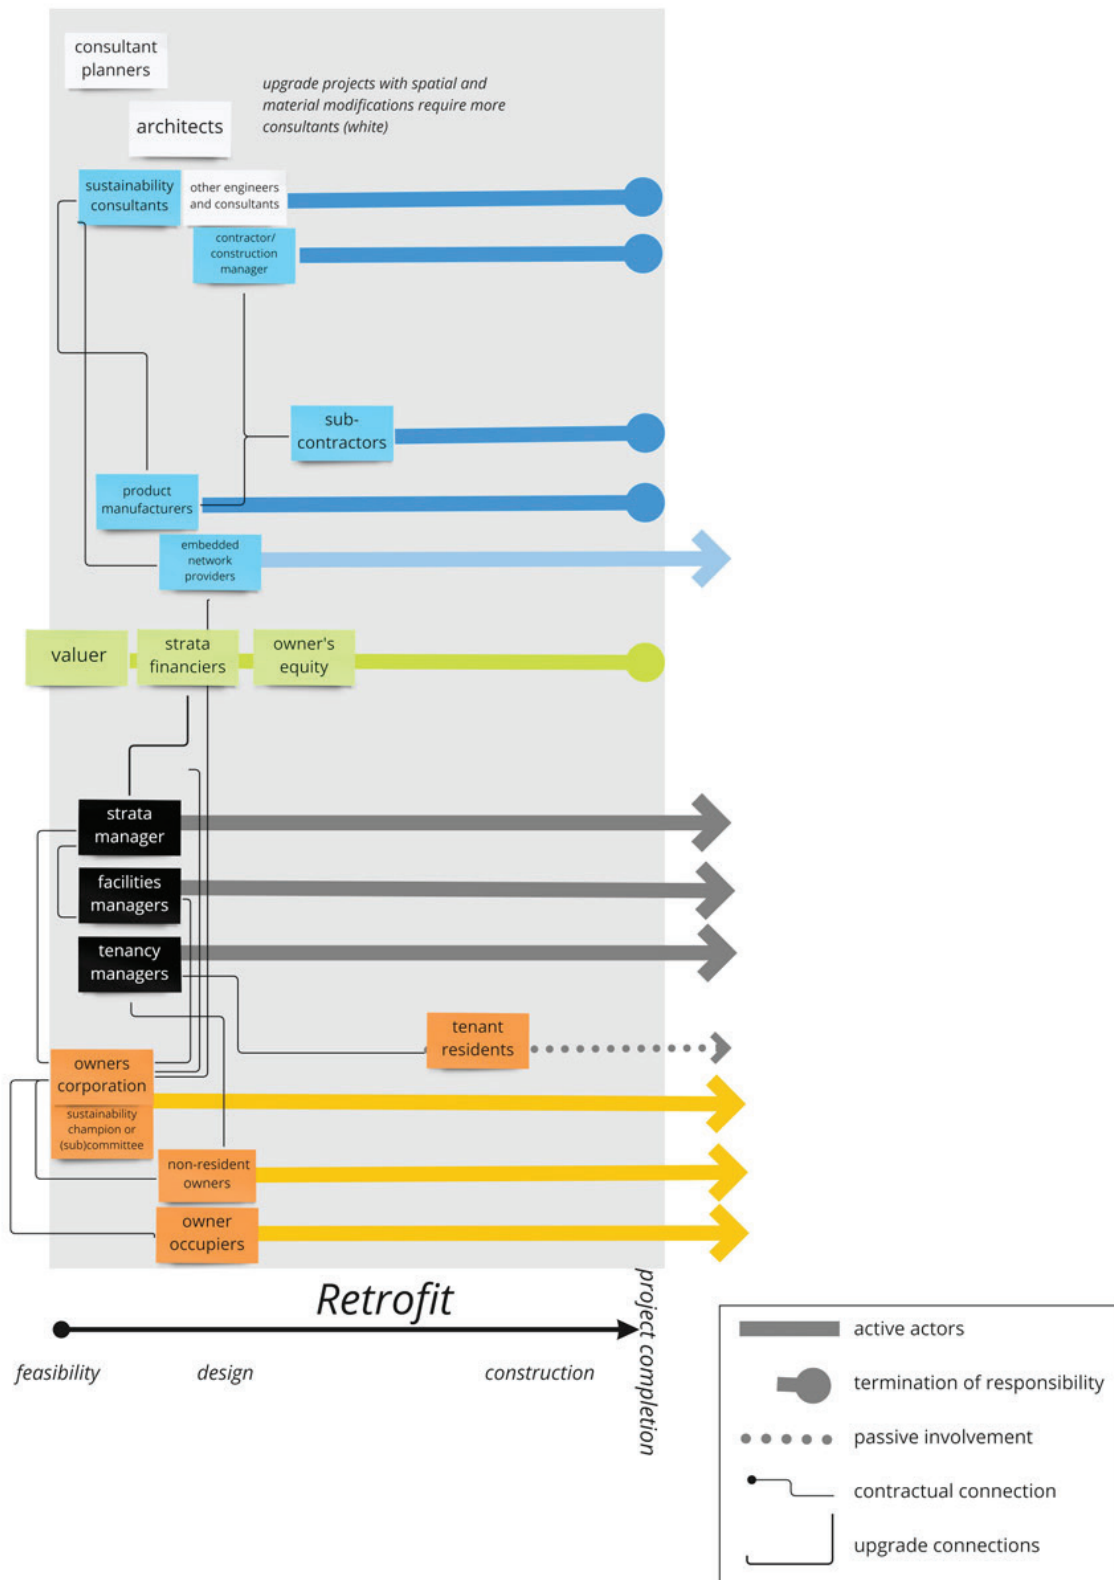 consultant
planners
upgrade projects with spatial and
material modifications require more
consultants (white)
architects
sustainability
consultants
other engineers
and consultants
contractor/
construction
manager
sub-
contractors
product
manufacturers
embedded
network
providers
valuer
strata
financiers
owner's
equity
strata
manager
facilities
managers
tenancy
managers
tenant
residents
owners
corporation
sustainability
champion or
(sub)committee
non-resident
owners
owner
occupiers
Retrofit
feasibility
design
construction
project completion
active actors
termination of responsibility
passive involvement
contractual connection
upgrade connections